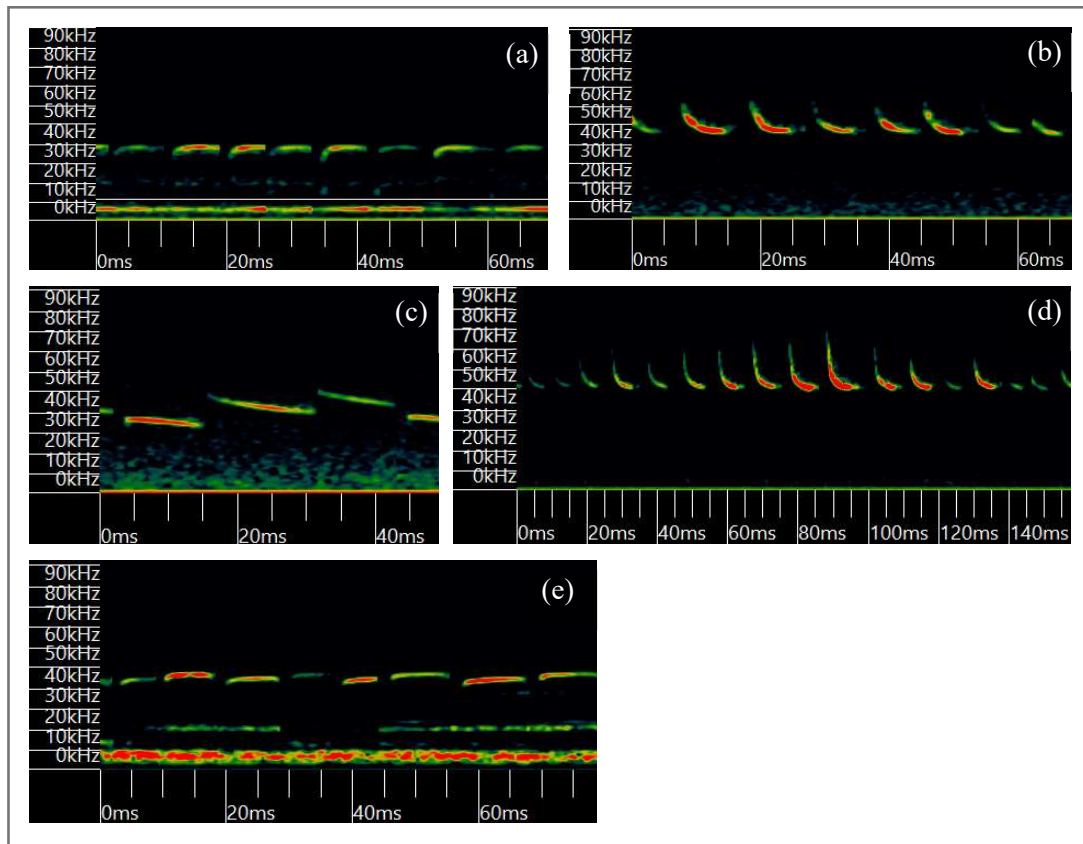 (a)
90kHz
80kHz
70kHz
60kHz
50kHz
40kHz
30kHz
20kHz
10kHz
0kHz
0ms 20ms 40ms 60ms
(b)
90kHz
80kHz
70kHz
60kHz
50kHz
40kHz
30kHz
20kHz
10kHz
0kHz
0ms 20ms 40ms 60ms
(c)
90kHz
80kHz
70kHz
60kHz
50kHz
40kHz
30kHz
20kHz
10kHz
0kHz
0ms 20ms 40ms
(d)
90kHz
80kHz
70kHz
60kHz
50kHz
40kHz
30kHz
20kHz
10kHz
0kHz
0ms 20ms 40ms 60ms 80ms 100ms 120ms 140ms
(e)
90kHz
80kHz
70kHz
60kHz
50kHz
40kHz
30kHz
20kHz
10kHz
0kHz
0ms 20ms 40ms 60ms